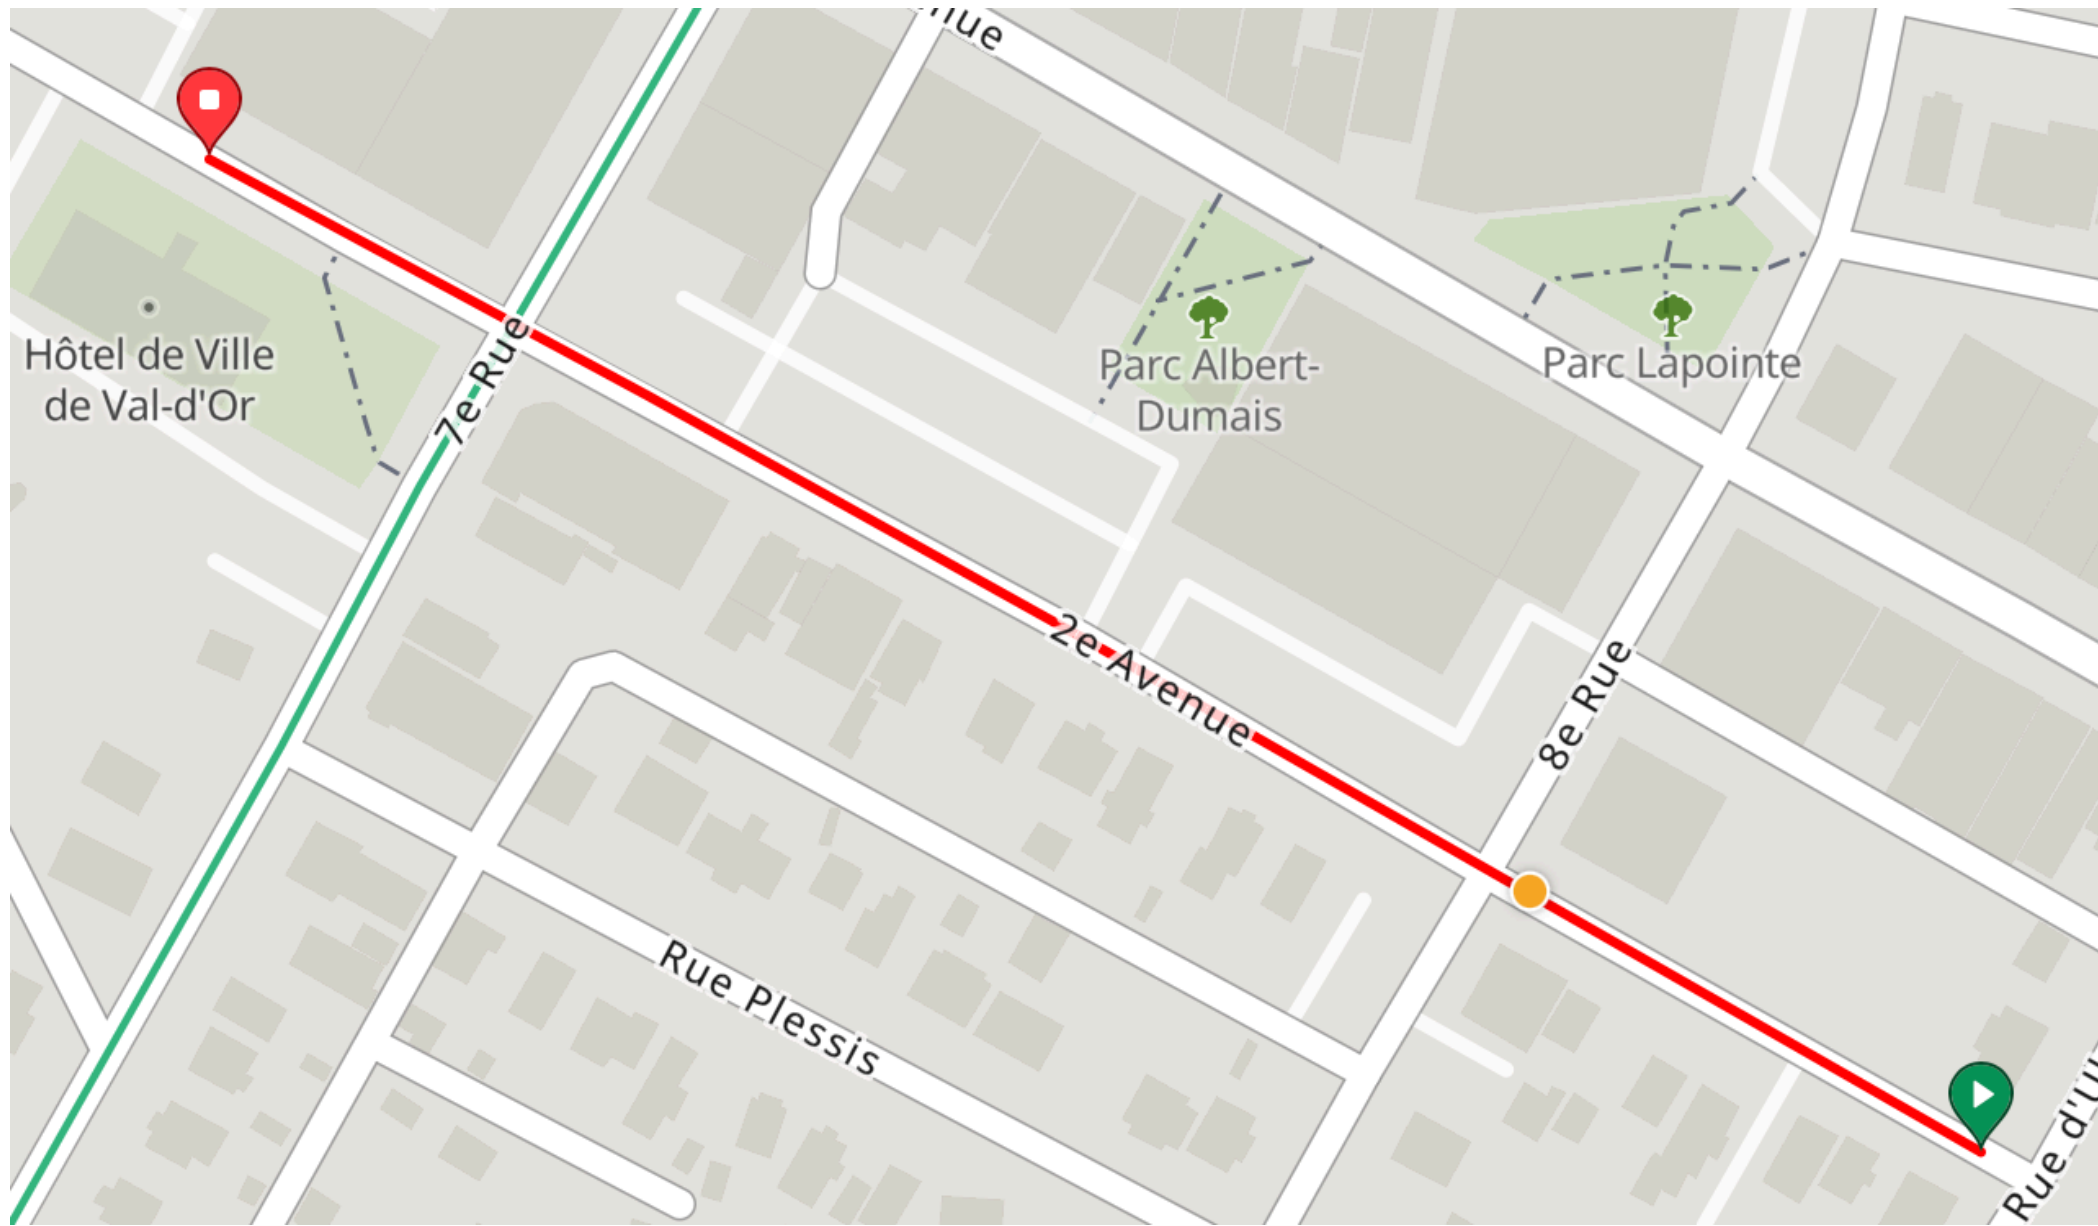 Hôtel de Ville
de Val-d'Or
7e Rue
Parc Albert-
Dumais
Parc Lapointe
2e Avenue
8e Rue
Rue Plessis